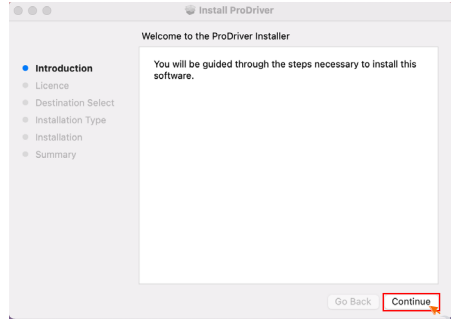 Install ProDriver
Welcome to the ProDriver Installer
Introduction
Licence
Destination Select
Installation Type
Installation
Summary
You will be guided through the steps necessary to install this
software.
Go Back
Continue